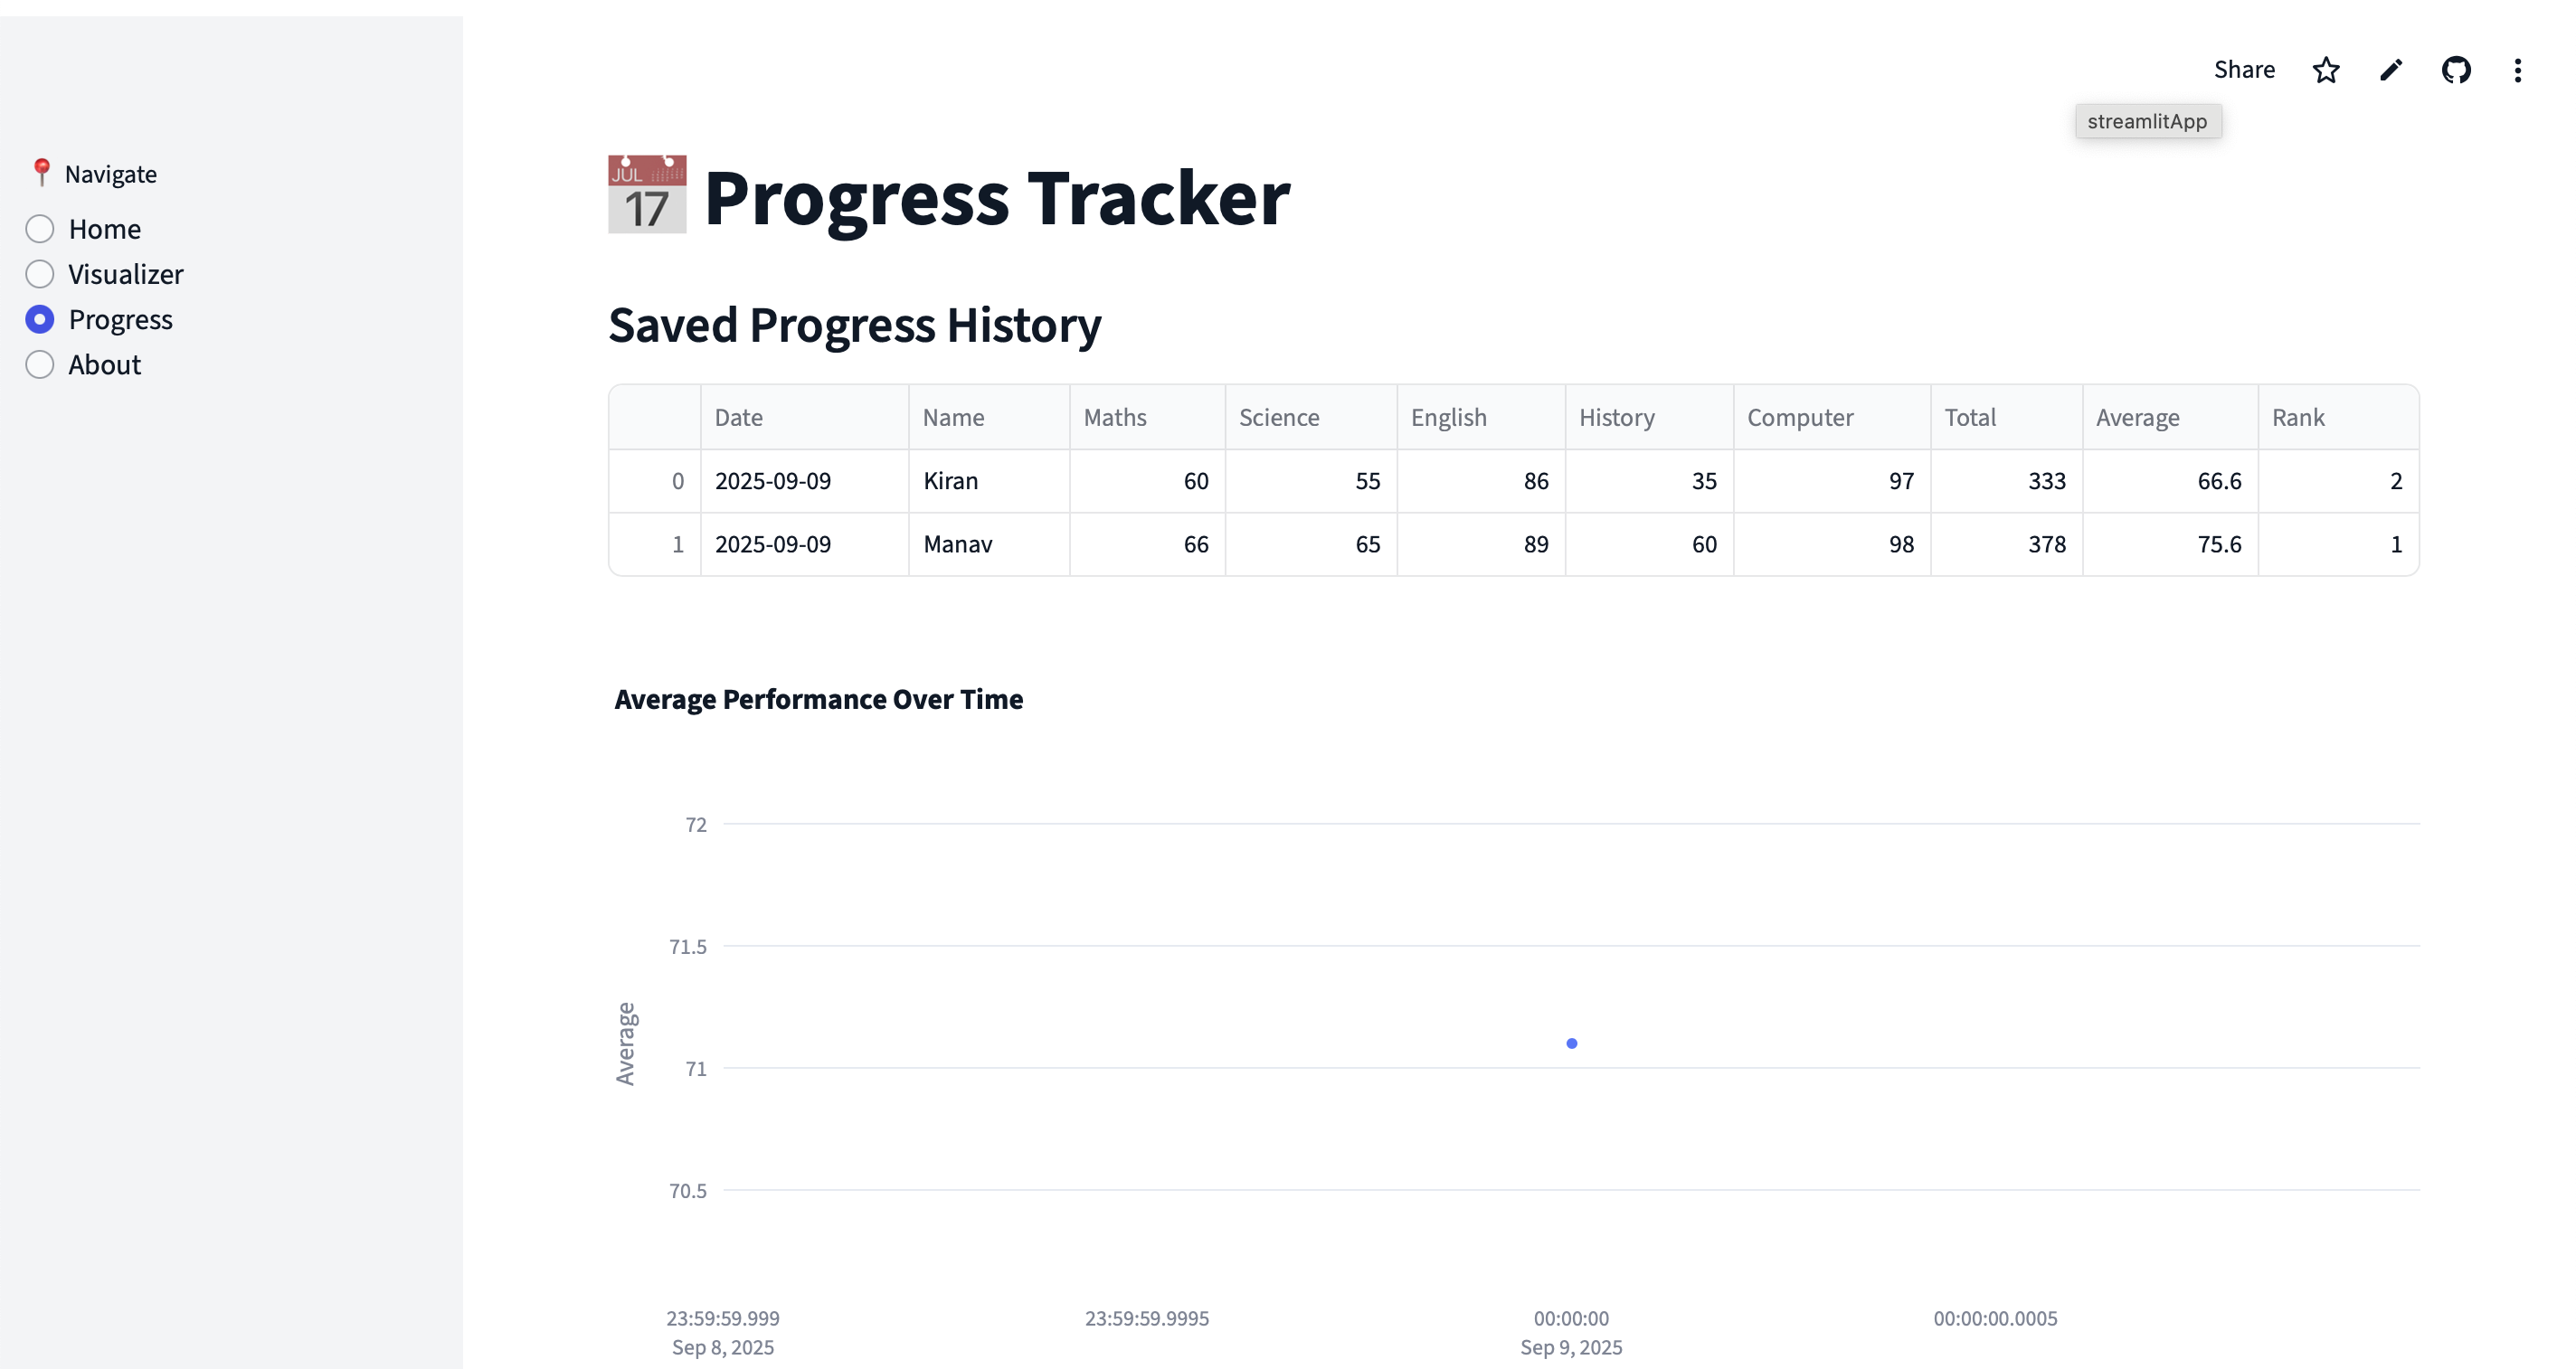 Share
streamlitApp
📍 Navigate
Home
Visualizer
Progress
About
JUL
17
Progress Tracker
Saved Progress History
Date Name Maths Science English History Computer Total Average Rank
0 2025-09-09 Kiran 60 55 86 35 97 333 66.6 2
1 2025-09-09 Manav 66 65 89 60 98 378 75.6 1
Average Performance Over Time
72
71.5
Average
71
70.5
23:59:59.999 23:59:59.9995 00:00:00 00:00:00.0005
Sep 8, 2025 Sep 9, 2025